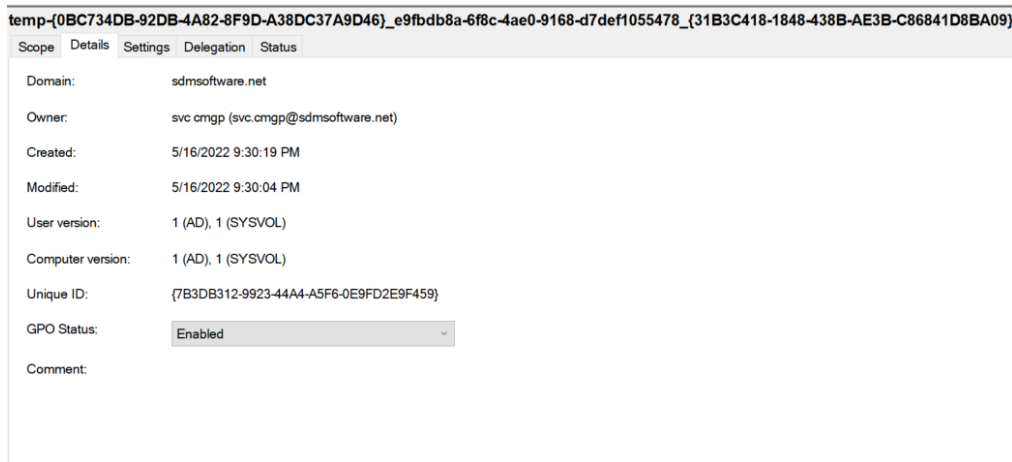 temp-{0BC734DB-92DB-4A82-8F9D-A38DC37A9D46}_e9fbdb8a-6f8c-4ae0-9168-d7def1055478_{31B3C418-1848-438B-AE3B-C86841D8BA09}
Scope Details Settings Delegation Status
Domain: sdmsoftware.net
Owner: svc cmgp (svc.cmgp@sdmsoftware.net)
Created: 5/16/2022 9:30:19 PM
Modified: 5/16/2022 9:30:04 PM
User version: 1 (AD), 1 (SYSVOL)
Computer version: 1 (AD), 1 (SYSVOL)
Unique ID: {7B3DB312-9923-44A4-A5F6-0E9FD2E9F459}
GPO Status: Enabled
Comment: